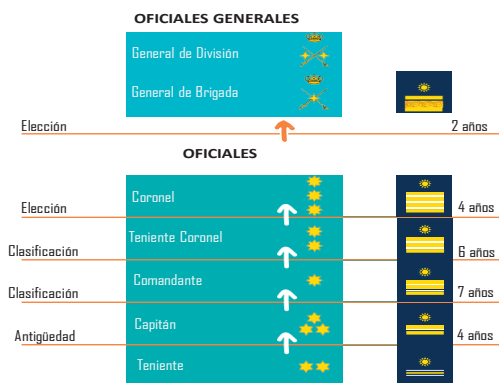 OFICIALES GENERALES
General de División
General de Brigada
Elección 2 años
OFICIALES
Coronel
Elección 4 años
Teniente Coronel
Clasificación 6 años
Comandante
Clasificación 7 años
Capitán
Antigüedad 4 años
Teniente